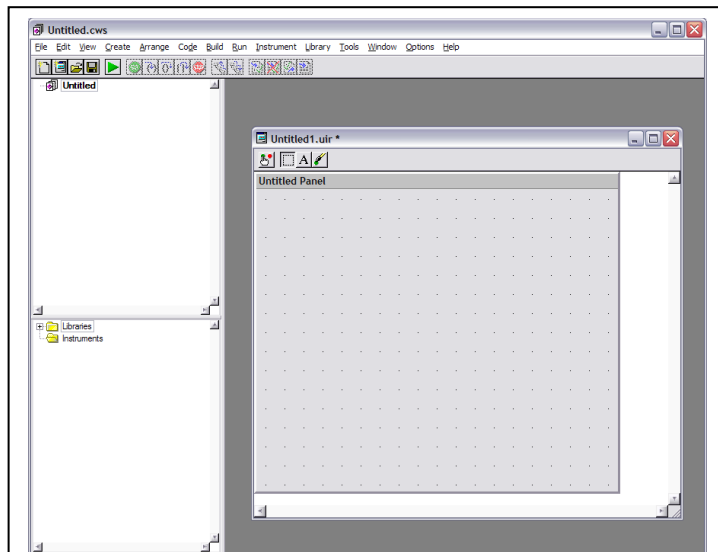 Untitled.cws
File Edit View Create Arrange Code Build Run Instrument Library Tools Window Options Help
Untitled
Untitled1.uir *
A
Untitled Panel
Libraries
Instruments